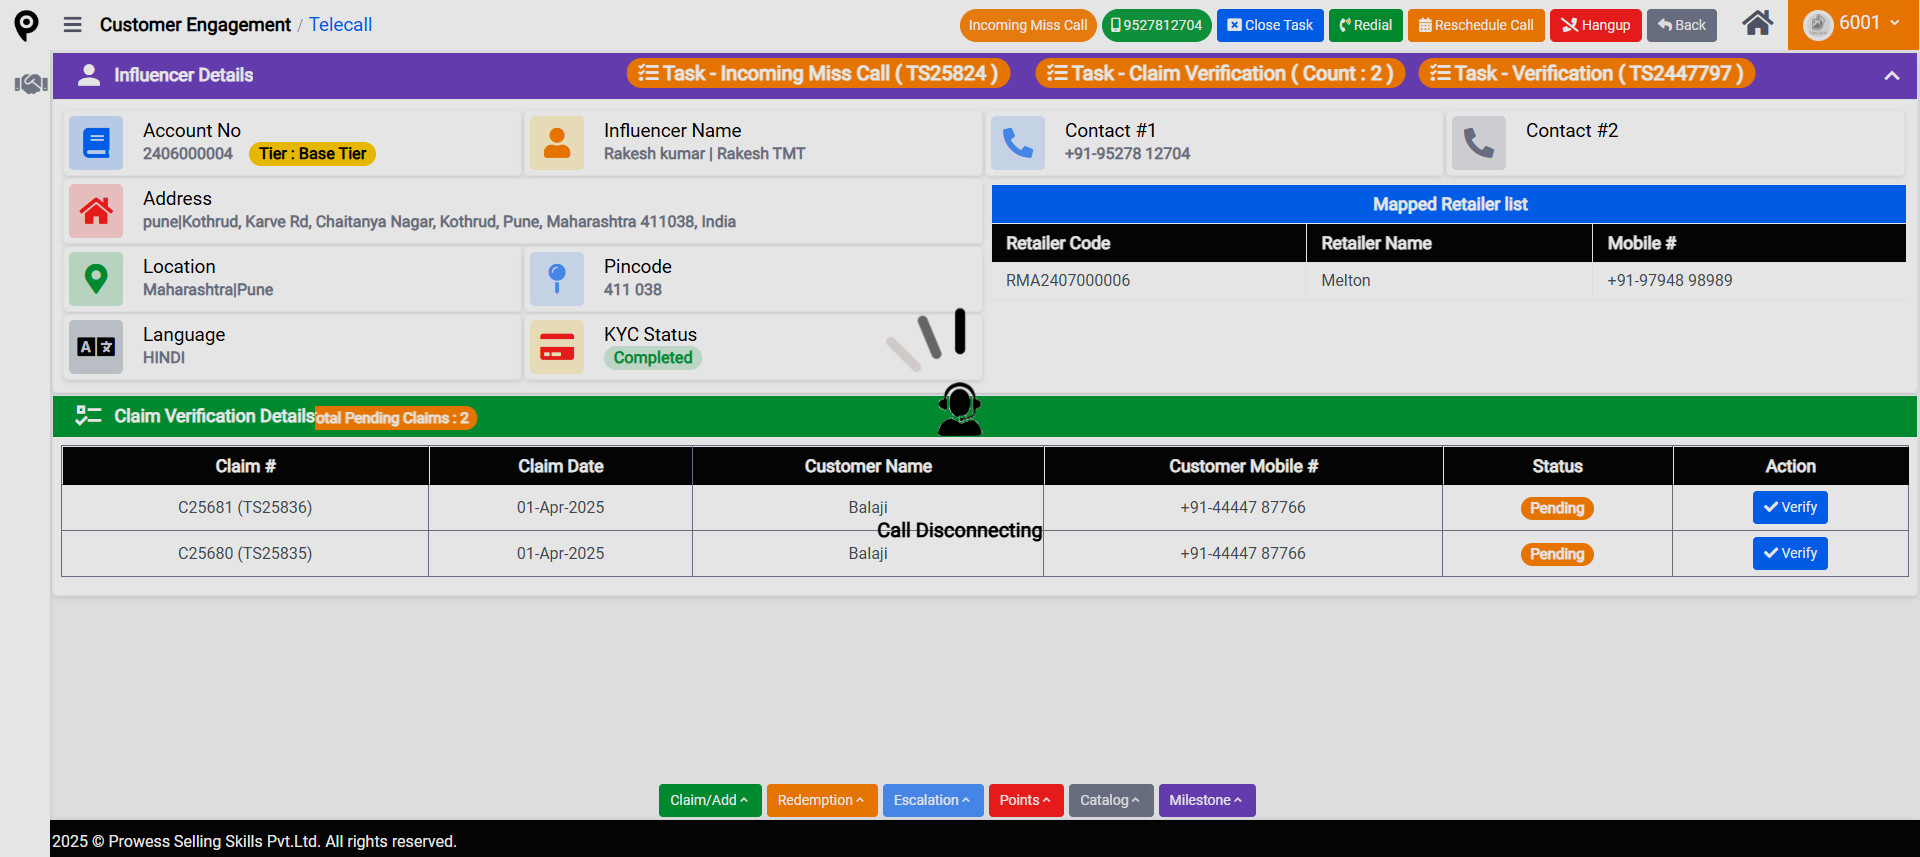 Customer Engagement / Telecall
Incoming Miss Call
9527812704
Close Task
Redial
Reschedule Call
Hangup
Back
6001
Influencer Details
Task - Incoming Miss Call ( TS25824 )
Task - Claim Verification ( Count : 2 )
Task - Verification ( TS2447797 )
Account No
2406000004 Tier : Base Tier
Influencer Name
Rakesh kumar | Rakesh TMT
Contact #1
+91-95278 12704
Contact #2
Address
pune|Kothrud, Karve Rd, Chaitanya Nagar, Kothrud, Pune, Maharashtra 411038, India
Mapped Retailer list
Retailer Code Retailer Name Mobile #
RMA2407000006 Melton +91-97948 98989
Location
Maharashtra|Pune
Pincode
411 038
Language
HINDI
KYC Status
Completed
Claim Verification Details otal Pending Claims : 2
Claim # Claim Date Customer Name Customer Mobile # Status Action
C25681 (TS25836) 01-Apr-2025 Balaji +91-44447 87766 Pending Verify
Call Disconnecting
C25680 (TS25835) 01-Apr-2025 Balaji +91-44447 87766 Pending Verify
Claim/Add Redemption Escalation Points Catalog Milestone
2025 © Prowess Selling Skills Pvt.Ltd. All rights reserved.